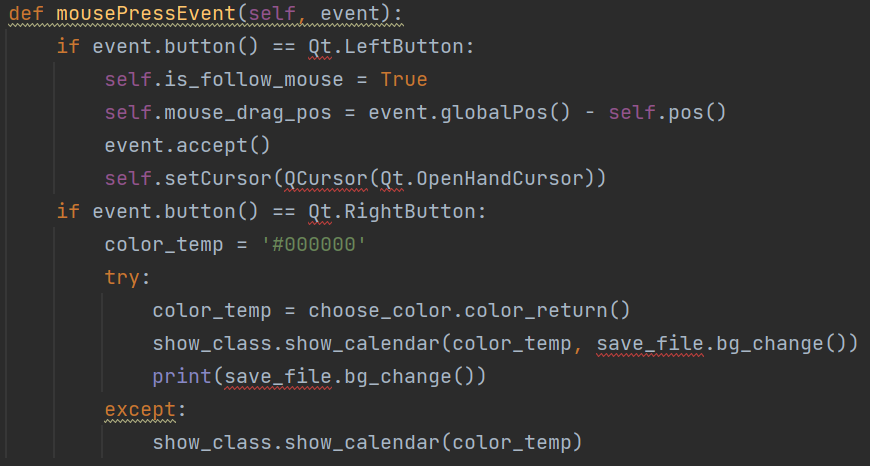 def mousePressEvent(self, event):
    if event.button() == Qt.LeftButton:
        self.is_follow_mouse = True
        self.mouse_drag_pos = event.globalPos() - self.pos()
        event.accept()
        self.setCursor(QCursor(Qt.OpenHandCursor))
    if event.button() == Qt.RightButton:
        color_temp = '#000000'
        try:
            color_temp = choose_color.color_return()
            show_class.show_calendar(color_temp, save_file.bg_change())
            print(save_file.bg_change())
        except:
            show_class.show_calendar(color_temp)